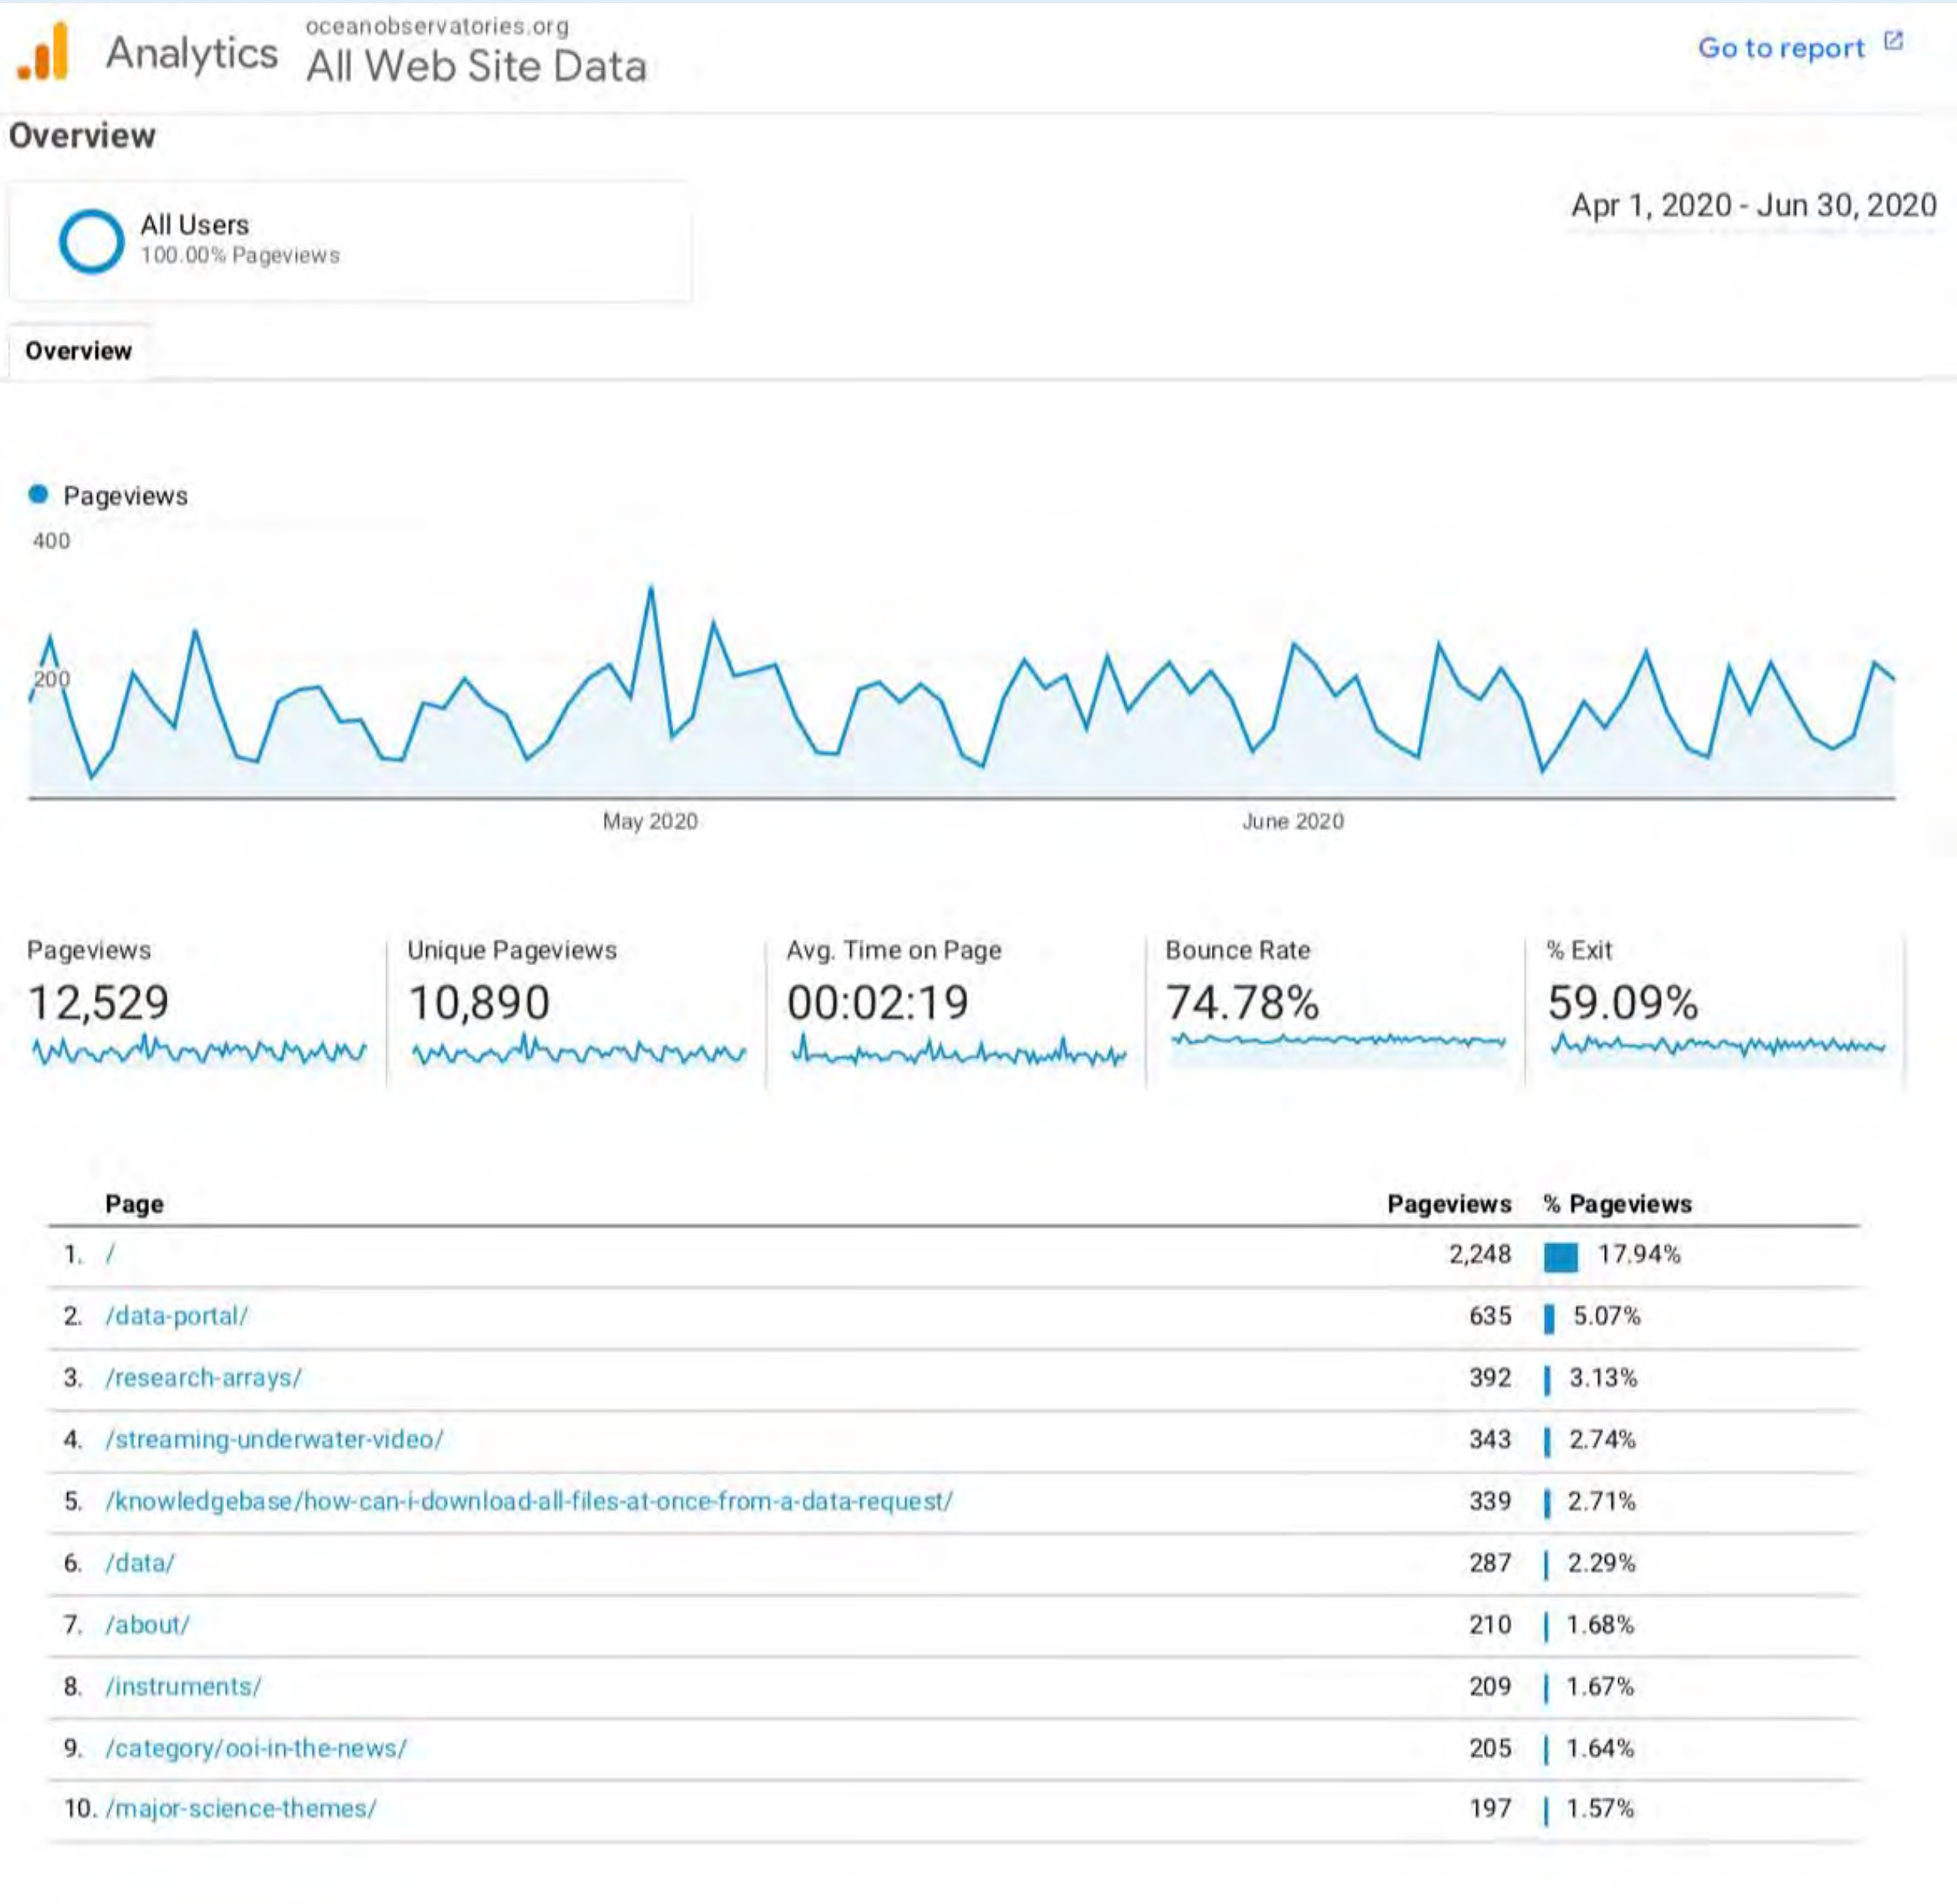 oceanobservatories.org
Analytics All Web Site Data
Go to report
Overview
All Users
100.00% Pageviews
Apr 1, 2020 - Jun 30, 2020
Overview
Pageviews
400
200
May 2020 June 2020
Pageviews Unique Pageviews Avg. Time on Page Bounce Rate % Exit
12,529 10,890 00:02:19 74.78% 59.09%
Page Pageviews % Pageviews
1. / 2,248 17.94%
2. /data-portal/ 635 5.07%
3. /research-arrays/ 392 3.13%
4. /streaming-underwater-video/ 343 2.74%
5. /knowledgebase/how-can-i-download-all-files-at-once-from-a-data-request/ 339 2.71%
6. /data/ 287 2.29%
7. /about/ 210 1.68%
8. /instruments/ 209 1.67%
9. /category/ooi-in-the-news/ 205 1.64%
10. /major-science-themes/ 197 1.57%